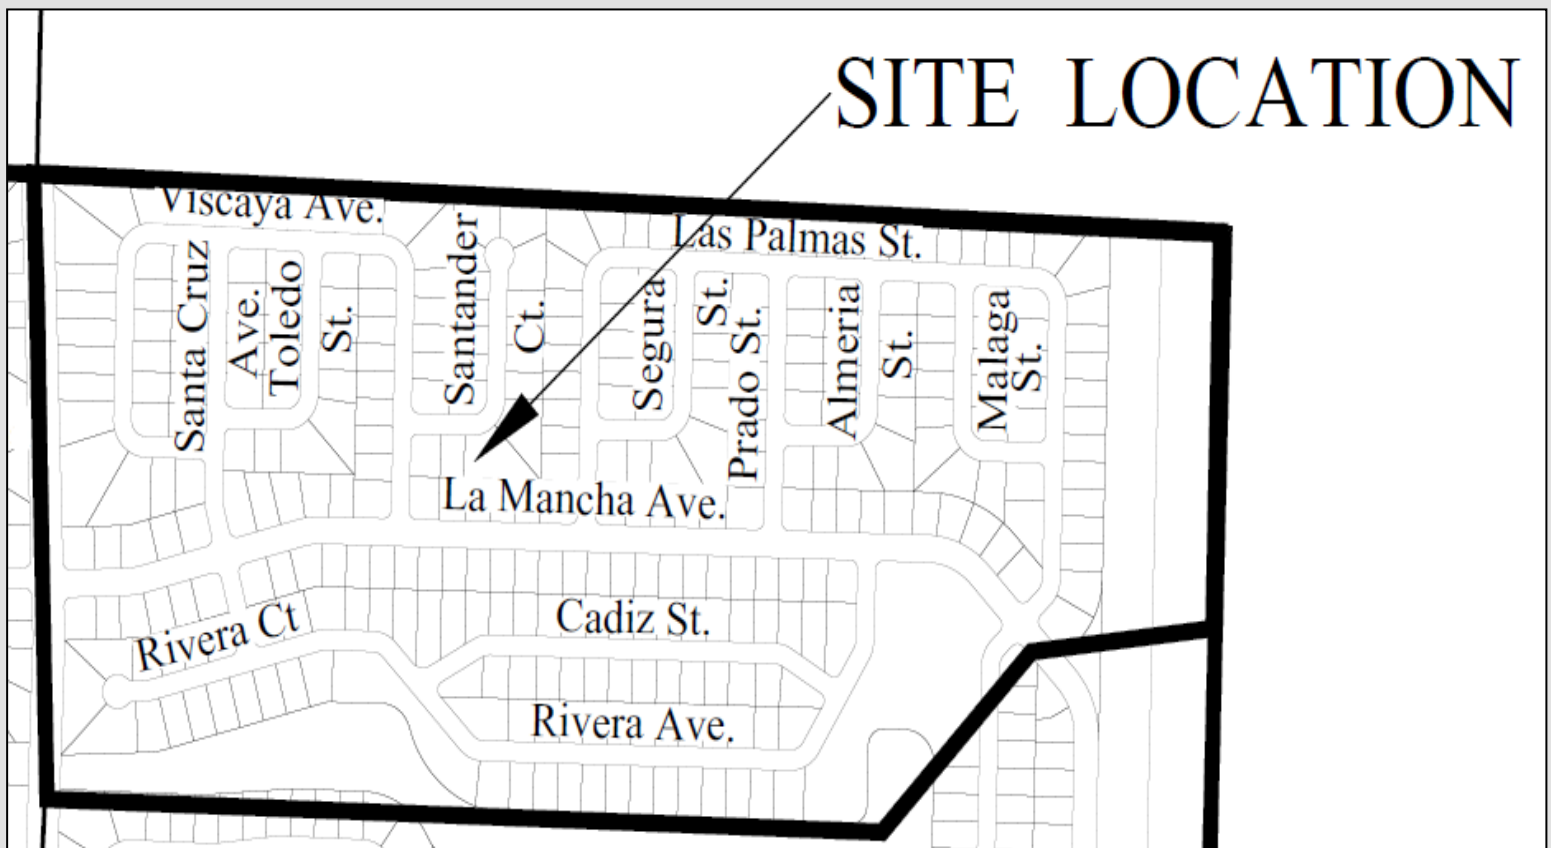 SITE LOCATION
Viscaya Ave.
Las Palmas St.
Santa Cruz
Ave.
Toledo
St.
Santander
Ct.
Segura
St.
Prado St.
Almeria
St.
Malaga
St.
La Mancha Ave.
Cadiz St.
Rivera Ct
Rivera Ave.